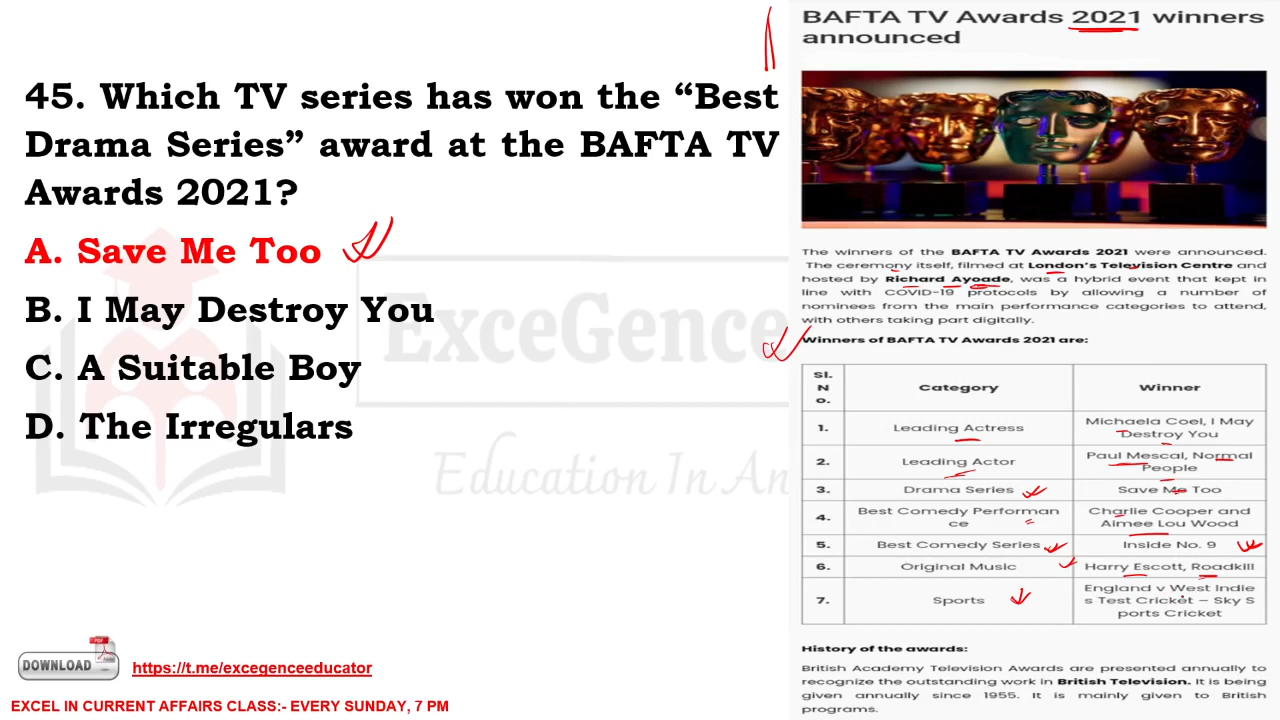 45. Which TV series has won the “Best
Drama Series” award at the BAFTA TV
Awards 2021?
A. Save Me Too
B. I May Destroy You
C. A Suitable Boy
D. The Irregulars
ExceGence
Education In An
PDF
DOWNLOAD
https://t.me/excegenceeducator
EXCEL IN CURRENT AFFAIRS CLASS:- EVERY SUNDAY, 7 PM
BAFTA TV Awards 2021 winners
announced
The winners of the BAFTA TV Awards 2021 were announced.
The ceremony itself, filmed at London’s Television Centre and
hosted by Richard Ayoade, was a hybrid event that kept in
line with COVID-19 protocols by allowing a number of
nominees from the main performance categories to attend,
with others taking part digitally.
Winners of BAFTA TV Awards 2021 are:
Sl.
N
o.
Category
Winner
1.
Leading Actress
Michaela Coel, I May
Destroy You
2.
Leading Actor
Paul Mescal, Normal
People
3.
Drama Series
Save Me Too
4.
Best Comedy Performan
ce
Charlie Cooper and
Aimee Lou Wood
5.
Best Comedy Series
Inside No. 9
6.
Original Music
Harry Escott, Roadkill
7.
Sports
England v West Indie
s Test Cricket – Sky S
ports Cricket
History of the awards:
British Academy Television Awards are presented annually to
recognize the outstanding work in British Television. It is being
given annually since 1955. It is mainly given to British
programs.